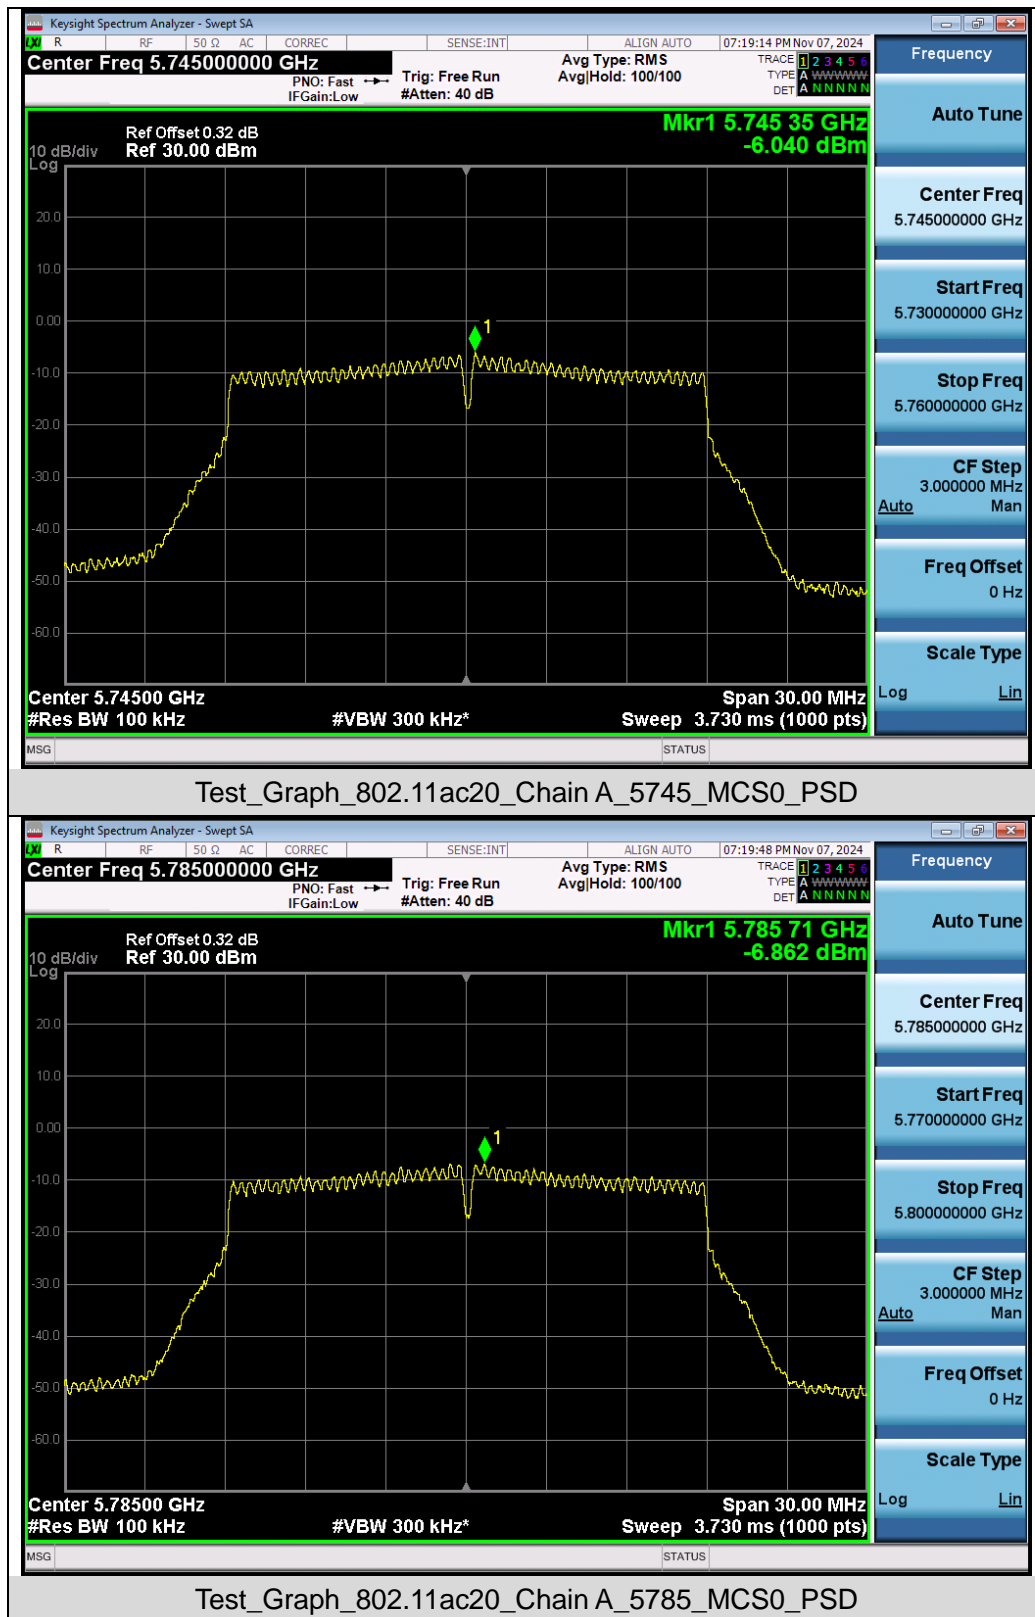 Keysight Spectrum Analyzer - Swept SA
LXI R RF 50 Ω AC CORREC SENSE:INT ALIGN AUTO 07:19:14 PM Nov 07, 2024
Center Freq 5.745000000 GHz
PNO: Fast
IFGain:Low
Trig: Free Run
#Atten: 40 dB
Avg Type: RMS
Avg|Hold: 100/100
TRACE 1 2 3 4 5 6
TYPE A WWWWW
DET A N N N N N
Mkr1 5.745 35 GHz
-6.040 dBm
Ref Offset 0.32 dB
10 dB/div Ref 30.00 dBm
Log
20.0
10.0
0.00
1
-10.0
-20.0
-30.0
-40.0
-50.0
-60.0
Center 5.74500 GHz Span 30.00 MHz
#Res BW 100 kHz #VBW 300 kHz* Sweep 3.730 ms (1000 pts)
MSG STATUS
Frequency
Auto Tune
Center Freq
5.745000000 GHz
Start Freq
5.730000000 GHz
Stop Freq
5.760000000 GHz
CF Step
3.000000 MHz
Auto Man
Freq Offset
0 Hz
Scale Type
Log Lin
Test_Graph_802.11ac20_Chain A_5745_MCS0_PSD
Keysight Spectrum Analyzer - Swept SA
LXI R RF 50 Ω AC CORREC SENSE:INT ALIGN AUTO 07:19:48 PM Nov 07, 2024
Center Freq 5.785000000 GHz
PNO: Fast
IFGain:Low
Trig: Free Run
#Atten: 40 dB
Avg Type: RMS
Avg|Hold: 100/100
TRACE 1 2 3 4 5 6
TYPE A WWWWW
DET A N N N N N
Mkr1 5.785 71 GHz
-6.862 dBm
Ref Offset 0.32 dB
10 dB/div Ref 30.00 dBm
Log
20.0
10.0
0.00
1
-10.0
-20.0
-30.0
-40.0
-50.0
-60.0
Center 5.78500 GHz Span 30.00 MHz
#Res BW 100 kHz #VBW 300 kHz* Sweep 3.730 ms (1000 pts)
MSG STATUS
Frequency
Auto Tune
Center Freq
5.785000000 GHz
Start Freq
5.770000000 GHz
Stop Freq
5.800000000 GHz
CF Step
3.000000 MHz
Auto Man
Freq Offset
0 Hz
Scale Type
Log Lin
Test_Graph_802.11ac20_Chain A_5785_MCS0_PSD